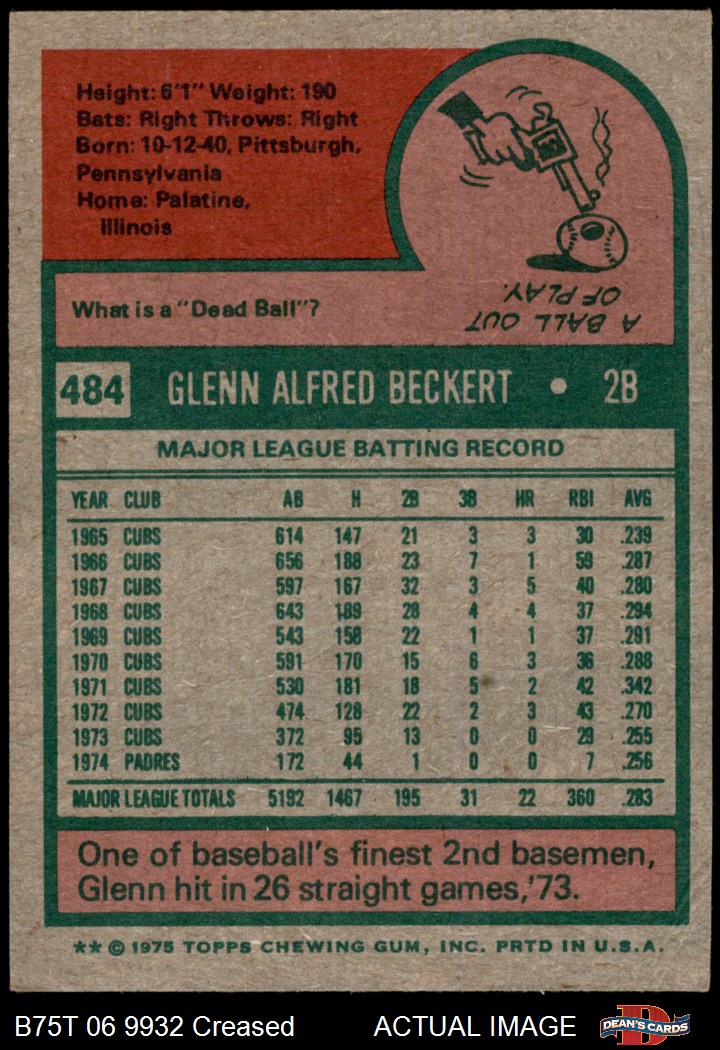 Height: 6'1" Weight: 190
Bats: Right Throws: Right
Born: 10-12-40, Pittsburgh,
Pennsylvania
Home: Palatine,
Illinois
What is a "Dead Ball"?
A BALL OUT
OF PLAY.
484 GLENN ALFRED BECKERT • 2B
MAJOR LEAGUE BATTING RECORD
YEAR CLUB AB H 2B 3B HR RBI AVG
1965 CUBS 614 147 21 3 3 30 .239
1966 CUBS 656 188 23 7 1 59 .287
1967 CUBS 597 167 32 3 5 40 .280
1968 CUBS 643 189 28 4 4 37 .294
1969 CUBS 543 158 22 1 1 37 .291
1970 CUBS 591 170 15 6 3 36 .288
1971 CUBS 530 181 18 5 2 42 .342
1972 CUBS 474 128 22 2 3 43 .270
1973 CUBS 372 95 13 0 0 29 .255
1974 PADRES 172 44 1 0 0 7 .256
MAJOR LEAGUE TOTALS 5192 1467 195 31 22 360 .283
One of baseball's finest 2nd basemen,
Glenn hit in 26 straight games,'73.
** © 1975 TOPPS CHEWING GUM, INC. PRTD IN U.S.A.
B75T 06 9932 Creased ACTUAL IMAGE D DEAN'S CARDS